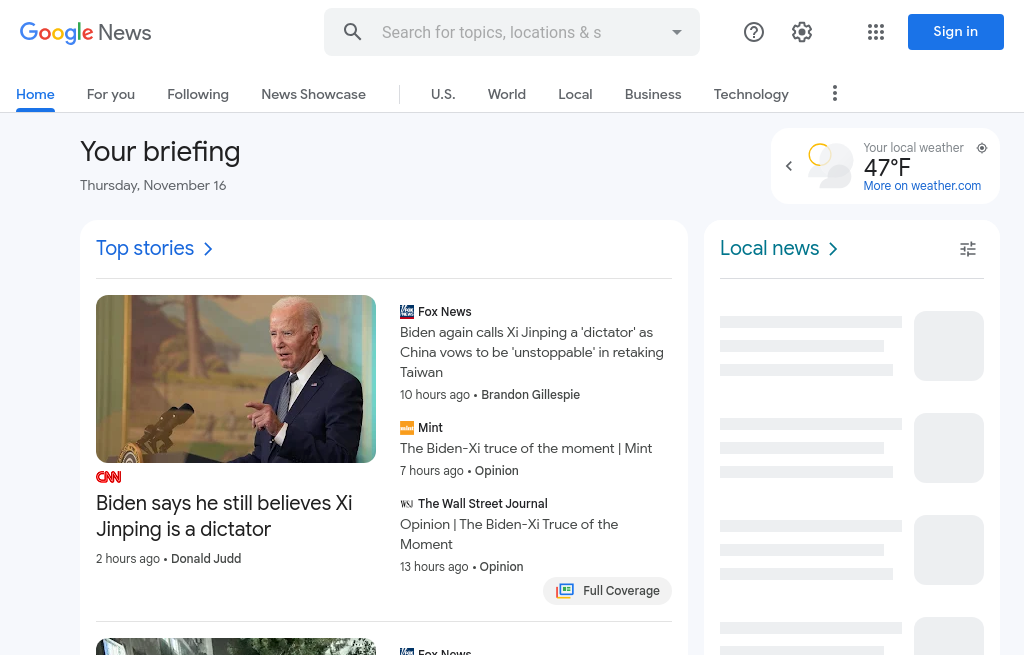 Google News
Search for topics, locations & s
Sign in
Home
For you
Following
News Showcase
U.S.
World
Local
Business
Technology
Your briefing
Thursday, November 16
Your local weather
47°F
More on weather.com
Top stories
Local news
CNN
Biden says he still believes Xi
Jinping is a dictator
2 hours ago • Donald Judd
Fox News
Biden again calls Xi Jinping a 'dictator' as
China vows to be 'unstoppable' in retaking
Taiwan
10 hours ago • Brandon Gillespie
Mint
The Biden-Xi truce of the moment | Mint
7 hours ago • Opinion
WSJ The Wall Street Journal
Opinion | The Biden-Xi Truce of the
Moment
13 hours ago • Opinion
Full Coverage
Fox News